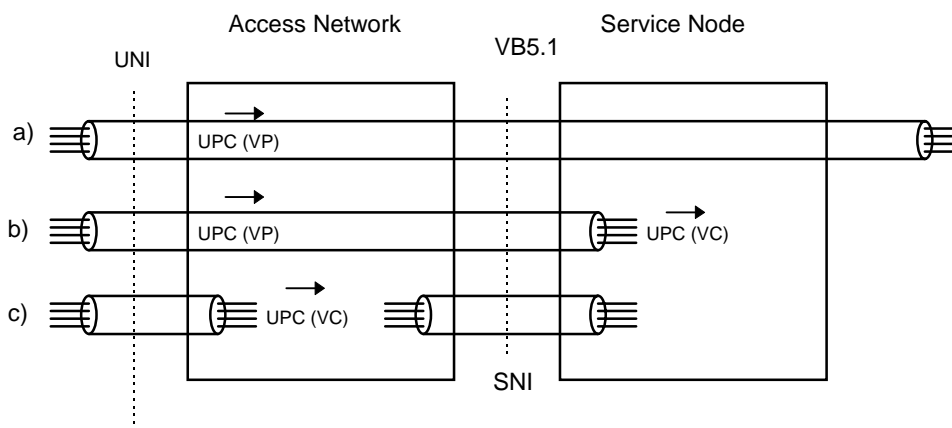 Access Network
Service Node
VB5.1
UNI
a)
UPC (VP)
b)
UPC (VP)
UPC (VC)
c)
UPC (VC)
SNI